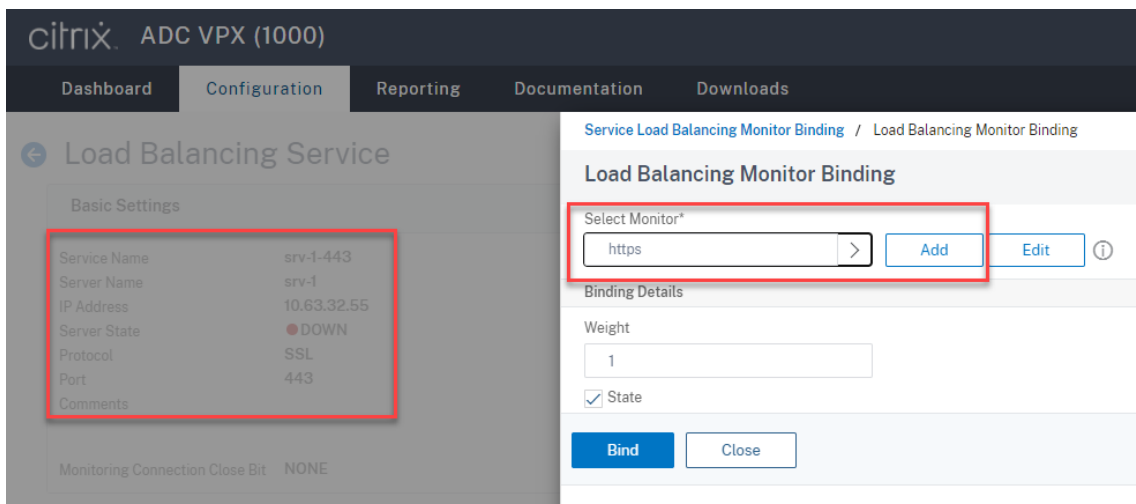 citrix. ADC VPX (1000)
Dashboard Configuration Reporting Documentation Downloads
Load Balancing Service
Basic Settings
Service Name srv-1-443
Server Name srv-1
IP Address 10.63.32.55
Server State DOWN
Protocol SSL
Port 443
Comments
Monitoring Connection Close Bit NONE
Service Load Balancing Monitor Binding / Load Balancing Monitor Binding
Load Balancing Monitor Binding
Select Monitor*
https > Add Edit
Binding Details
Weight
1
State
Bind Close